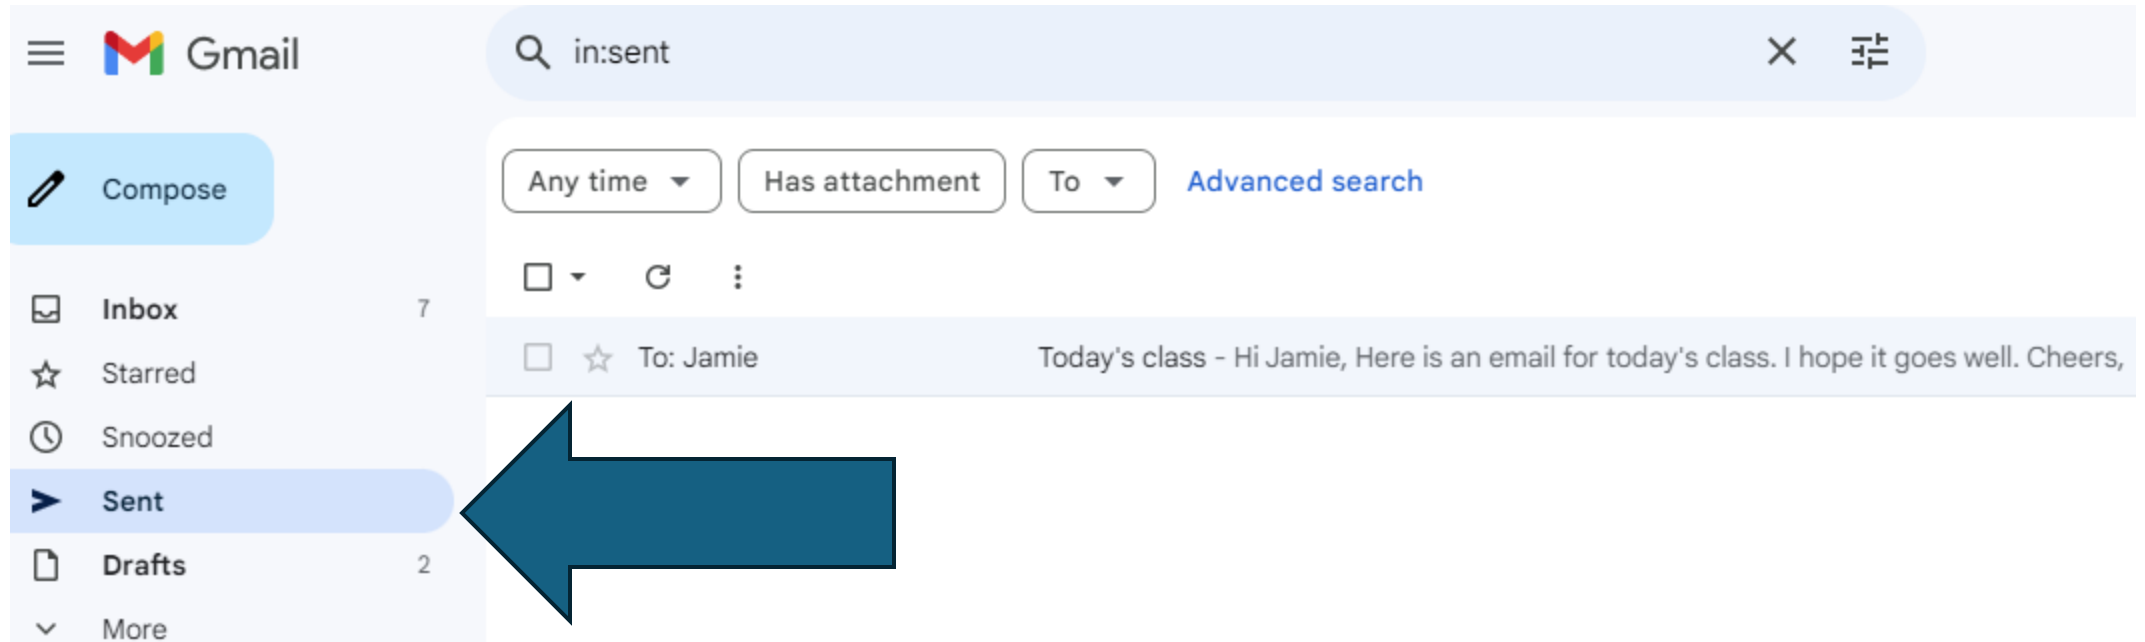 Gmail
in:sent
Compose
Any time
Has attachment
To
Advanced search
Inbox 7
Starred
Snoozed
Sent
Drafts 2
More
To: Jamie Today's class - Hi Jamie, Here is an email for today's class. I hope it goes well. Cheers,